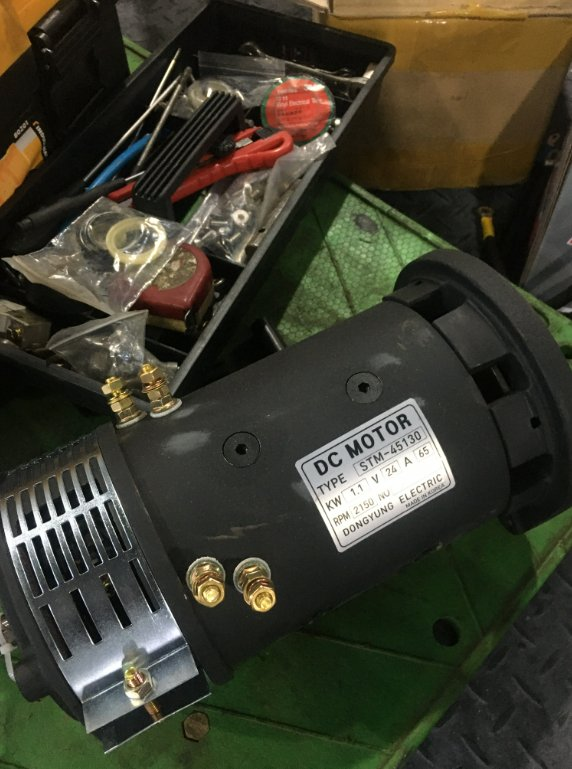 DC MOTOR
TYPE STM-45130
KW 1.1 V 24 A 65
RPM 2150 NO
DONGYUNG ELECTRIC
MADE IN KOREA